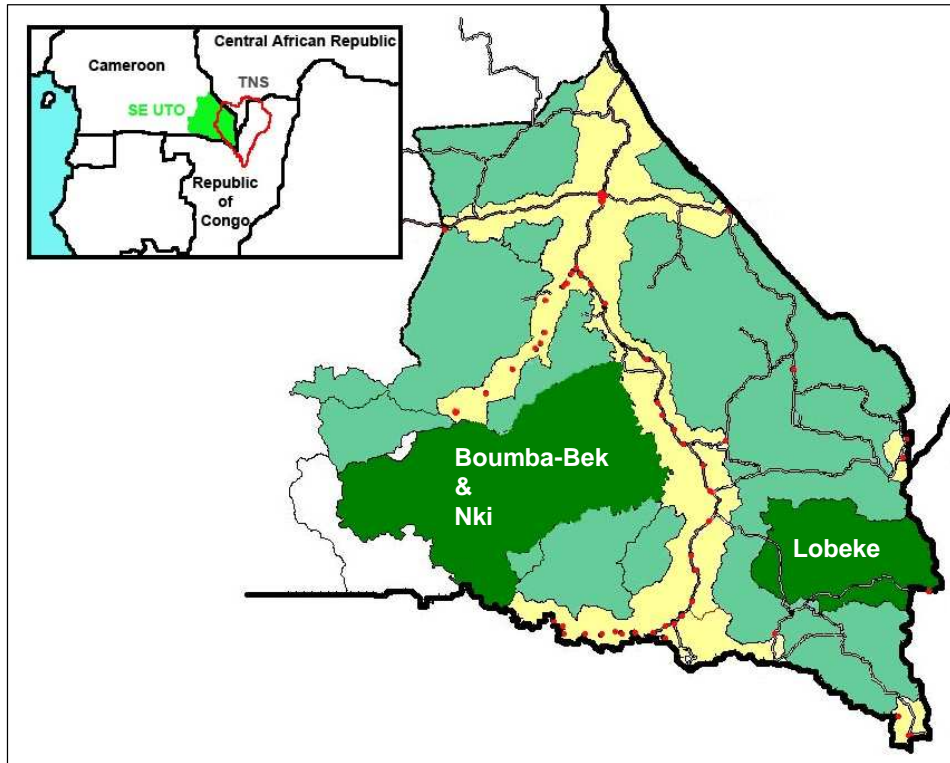 Central African Republic
Cameroon
TNS
SE UTO
Republic
of
Congo
Boumba-Bek
&
Nki
Lobeke